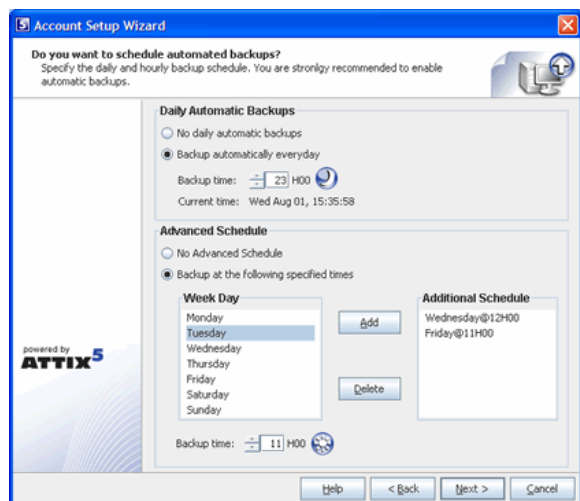 Account Setup Wizard
Do you want to schedule automated backups?
Specify the daily and hourly backup schedule. You are stronlgy recommended to enable
automatic backups.
Daily Automatic Backups
No daily automatic backups
Backup automatically everyday
Backup time: 23 H00
Current time: Wed Aug 01, 15:35:58
Advanced Schedule
No Advanced Schedule
Backup at the following specified times
Week Day
Monday
Tuesday
Wednesday
Thursday
Friday
Saturday
Sunday
Add
Delete
Additional Schedule
Wednesday@12H00
Friday@11H00
Backup time: 11 H00
powered by
ATTIX5
Help
< Back
Next >
Cancel